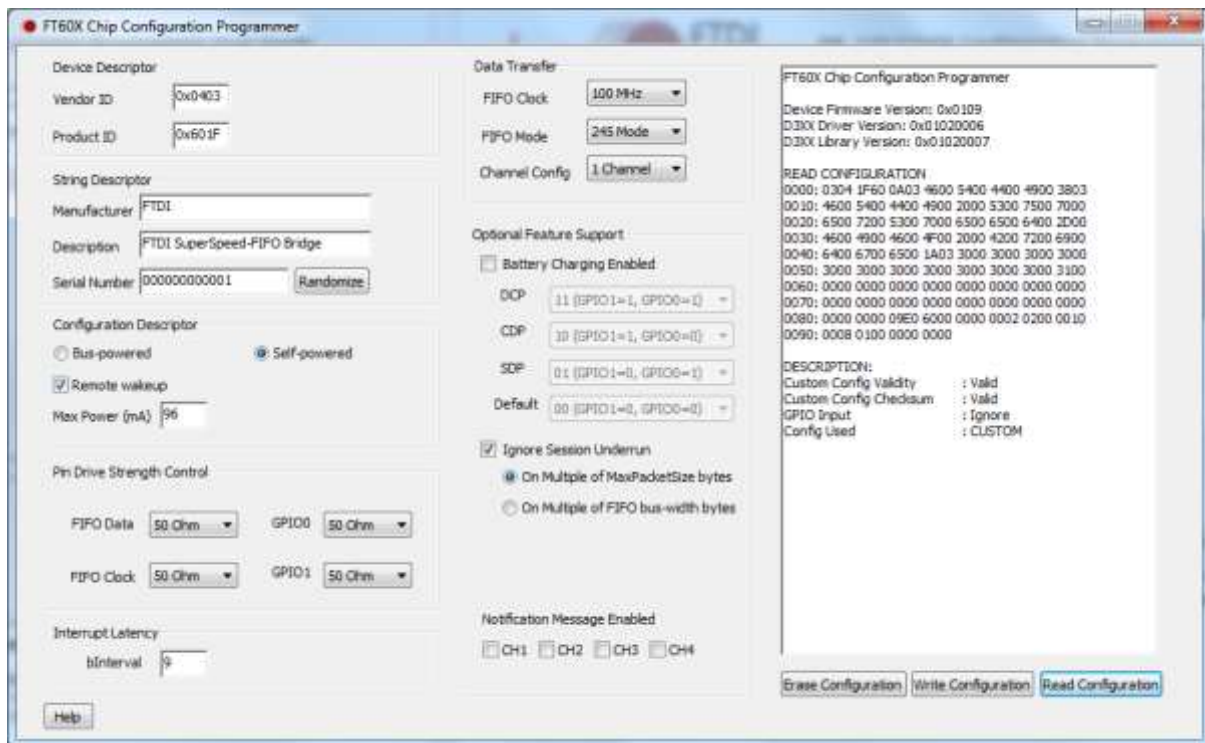 FT60X Chip Configuration Programmer
Device Descriptor
Vendor ID 0x0403
Product ID 0x601F
String Descriptor
Manufacturer FTDI
Description FTDI SuperSpeed-FIFO Bridge
Serial Number 000000000001 Randomize
Configuration Descriptor
Bus-powered Self-powered
Remote wakeup
Max Power (mA) 96
Pin Drive Strength Control
FIFO Data 50 Ohm GPIO0 50 Ohm
FIFO Clock 50 Ohm GPIO1 50 Ohm
Interrupt Latency
bInterval 9
Help
Data Transfer
FIFO Clock 100 MHz
FIFO Mode 245 Mode
Channel Config 1 Channel
Optional Feature Support
Battery Charging Enabled
DCP 11 (GPIO1=1, GPIO0=1)
CDP 10 (GPIO1=1, GPIO0=0)
SDP 01 (GPIO1=0, GPIO0=1)
Default 00 (GPIO1=0, GPIO0=0)
Ignore Session Underrun
On Multiple of MaxPacketSize bytes
On Multiple of FIFO bus-width bytes
Notification Message Enabled
CH1 CH2 CH3 CH4
FT60X Chip Configuration Programmer
Device Firmware Version: 0x0109
D3XX Driver Version: 0x01020006
D3XX Library Version: 0x01020007
READ CONFIGURATION
0000: 0304 1F60 0A03 4600 5400 4400 4900 3803
0010: 4600 5400 4400 4900 2000 5300 7500 7000
0020: 6500 7200 5300 7000 6500 6500 6400 2D00
0030: 4600 4900 4600 4F00 2000 4200 7200 6900
0040: 6400 6700 6500 1A03 3000 3000 3000 3000
0050: 3000 3000 3000 3000 3000 3000 3000 3100
0060: 0000 0000 0000 0000 0000 0000 0000 0000
0070: 0000 0000 0000 0000 0000 0000 0000 0000
0080: 0000 0000 09E0 6000 0000 0002 0200 0010
0090: 0008 0100 0000 0000
DESCRIPTION:
Custom Config Validity : Valid
Custom Config Checksum : Valid
GPIO Input : Ignore
Config Used : CUSTOM
Erase Configuration Write Configuration Read Configuration